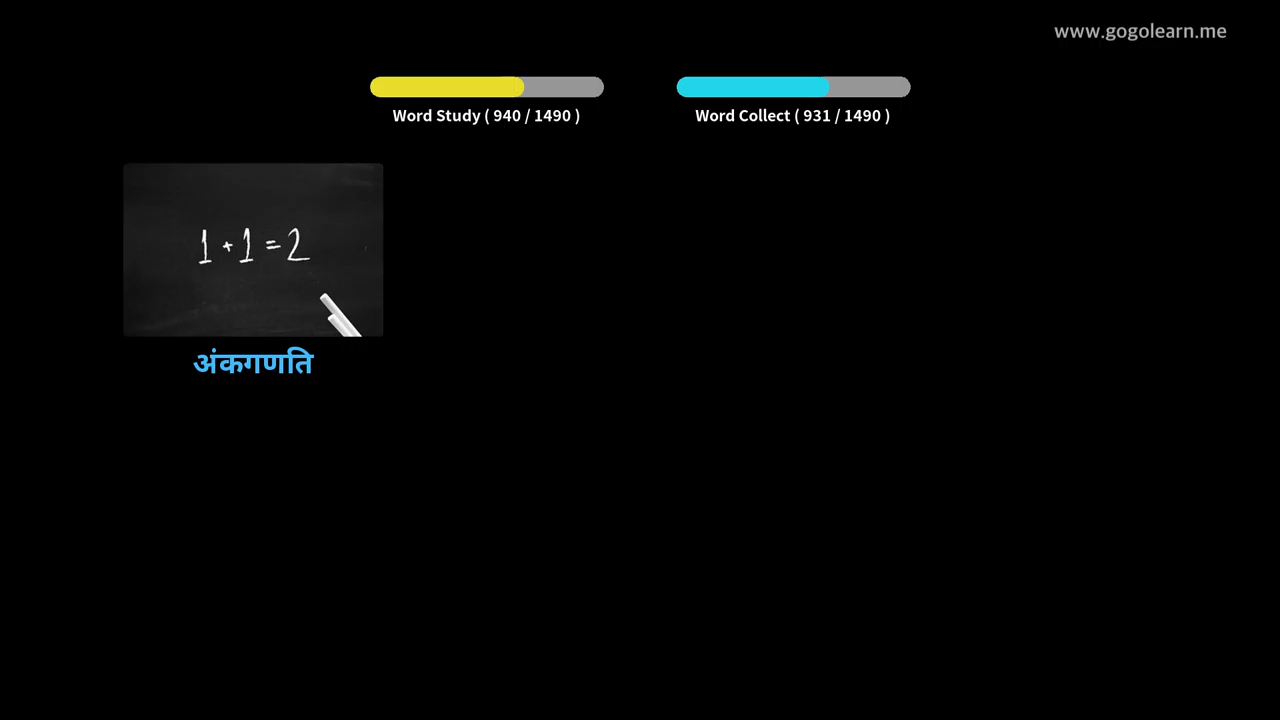 www.gogolearn.me
Word Study ( 940 / 1490 )
Word Collect ( 931 / 1490 )
1 + 1 = 2
अंकगणति